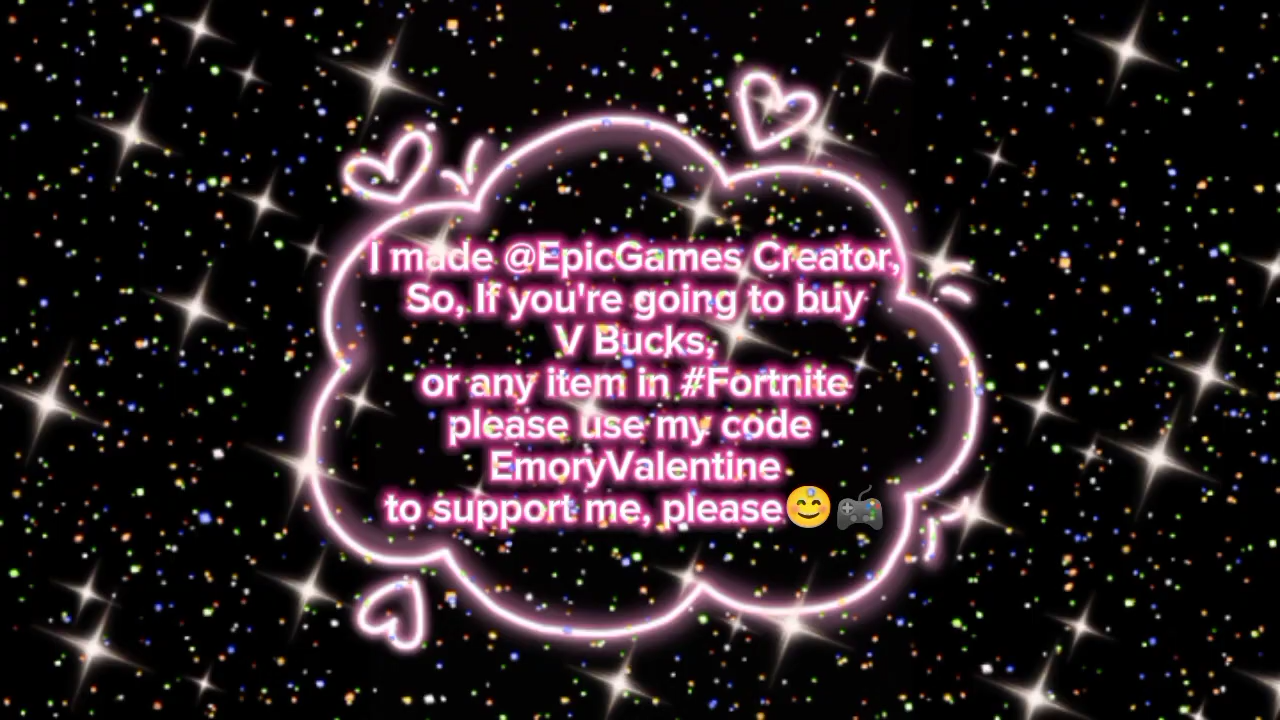 I made @EpicGames Creator,
So, If you're going to buy
V Bucks,
or any item in #Fortnite
please use my code
EmoryValentine
to support me, please😊🎮